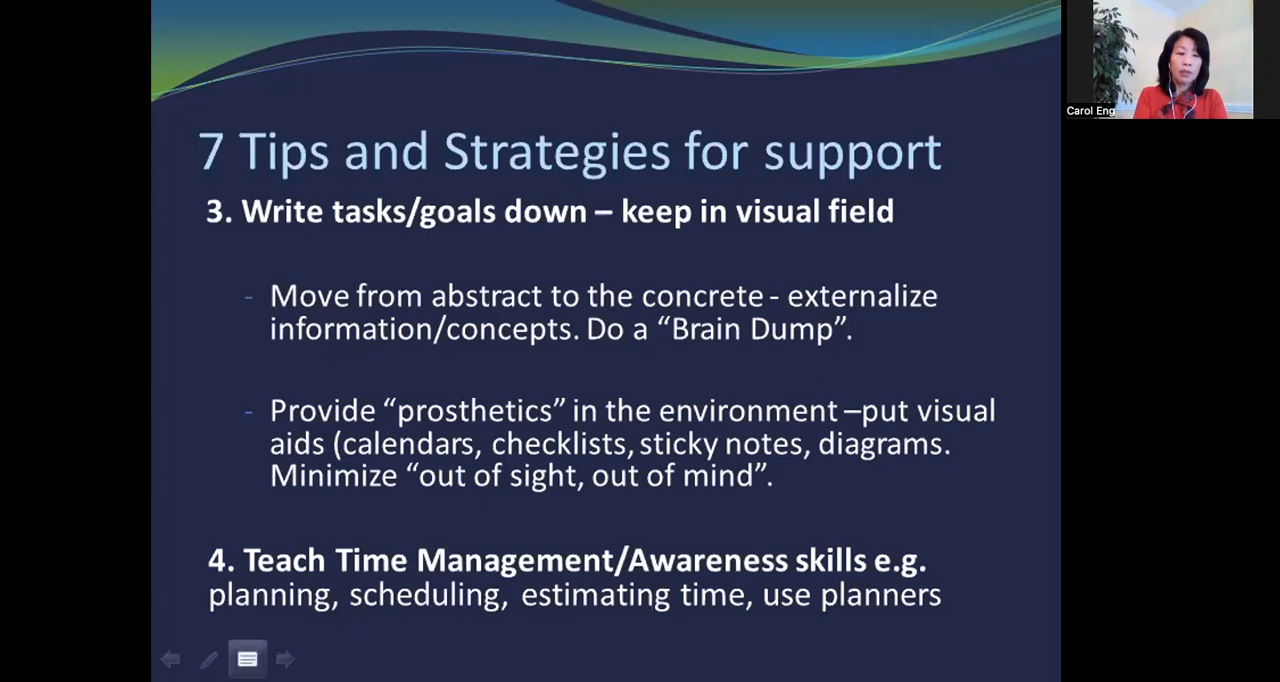 7 Tips and Strategies for support
3. Write tasks/goals down – keep in visual field
- Move from abstract to the concrete - externalize
information/concepts. Do a “Brain Dump”.
- Provide “prosthetics” in the environment –put visual
aids (calendars, checklists, sticky notes, diagrams.
Minimize “out of sight, out of mind”.
4. Teach Time Management/Awareness skills e.g.
planning, scheduling, estimating time, use planners
Carol Eng